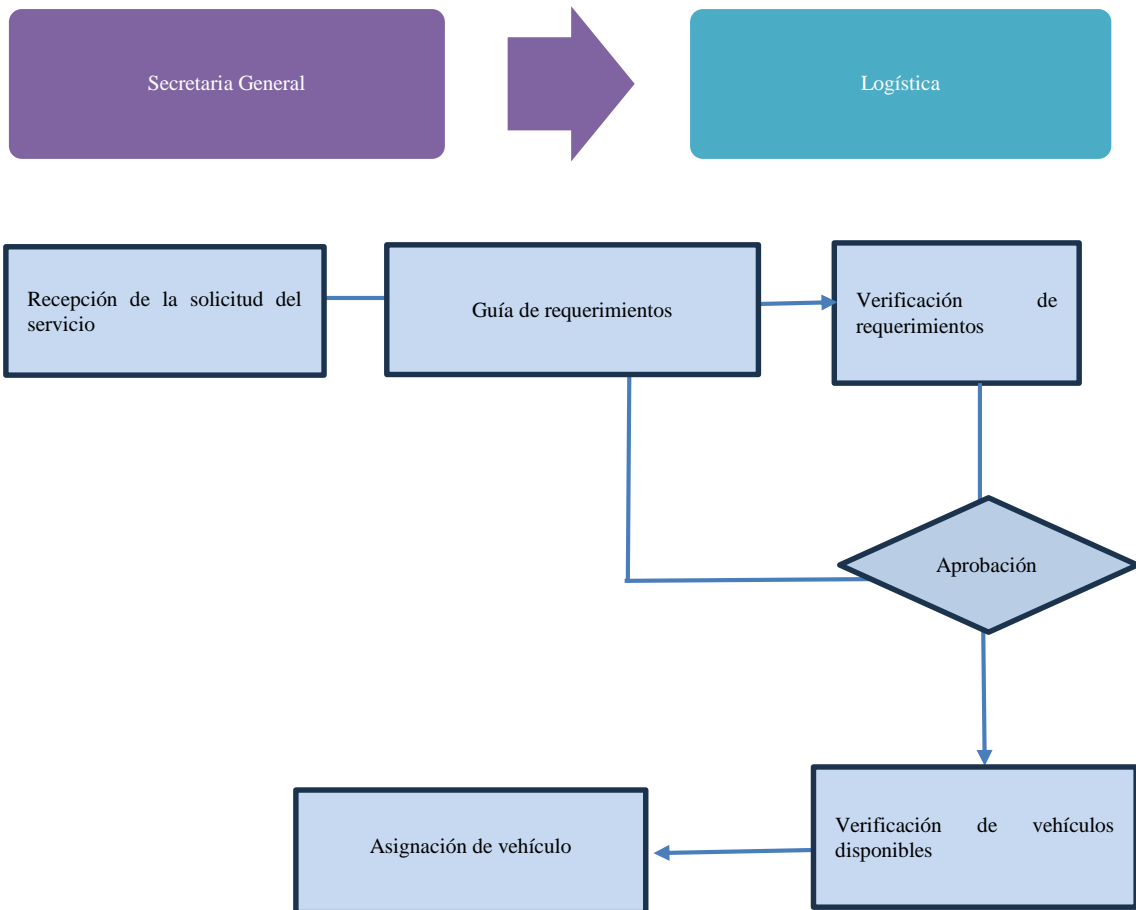 Secretaria General
Logística
Recepción de la solicitud del
servicio
Guía de requerimientos
Verificación de
requerimientos
Aprobación
Asignación de vehículo
Verificación de vehículos
disponibles